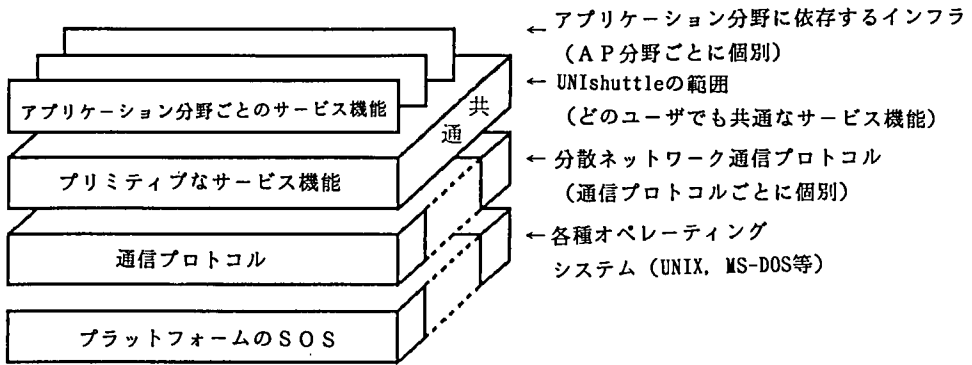 アプリケーション分野ごとのサービス機能
共通
プリミティブなサービス機能
通信プロトコル
プラットフォームのSOS
← アプリケーション分野に依存するインフラ
(AP分野ごとに個別)
← UNIshuttleの範囲
(どのユーザでも共通なサービス機能)
← 分散ネットワーク通信プロトコル
(通信プロトコルごとに個別)
← 各種オペレーティング
システム (UNIX, MS-DOS等)